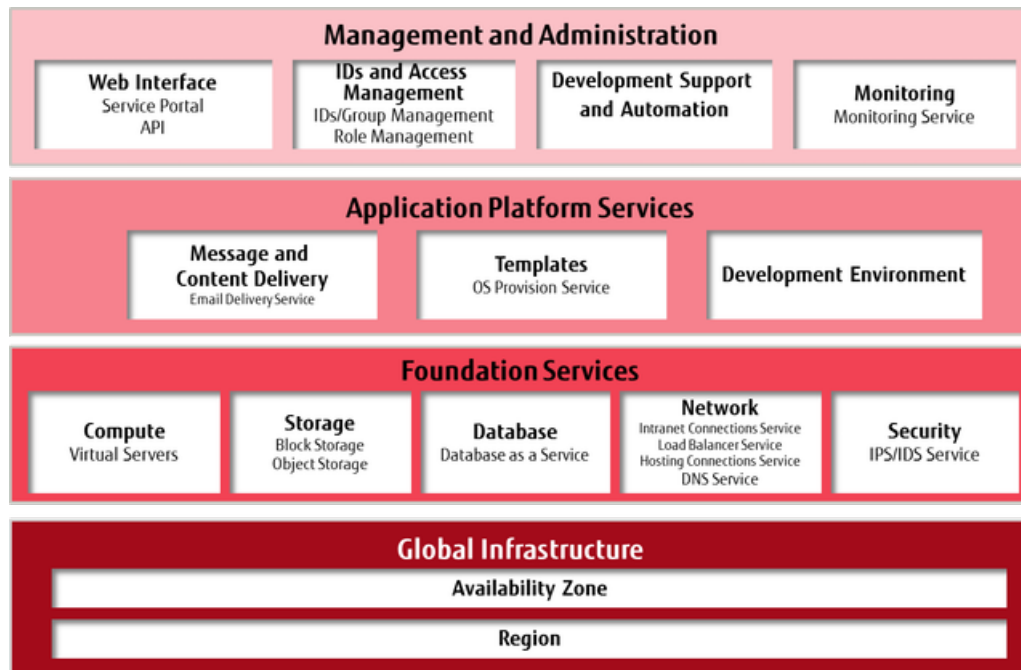 Management and Administration
Web Interface
Service Portal
API
IDs and Access
Management
IDs/Group Management
Role Management
Development Support
and Automation
Monitoring
Monitoring Service
Application Platform Services
Message and
Content Delivery
Email Delivery Service
Templates
OS Provision Service
Development Environment
Foundation Services
Compute
Virtual Servers
Storage
Block Storage
Object Storage
Database
Database as a Service
Network
Intranet Connections Service
Load Balancer Service
Hosting Connections Service
DNS Service
Security
IPS/IDS Service
Global Infrastructure
Availability Zone
Region